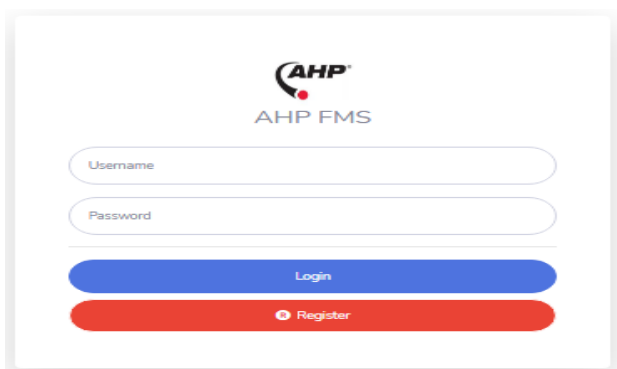 AHP
AHP FMS
Username
Password
Login
R Register